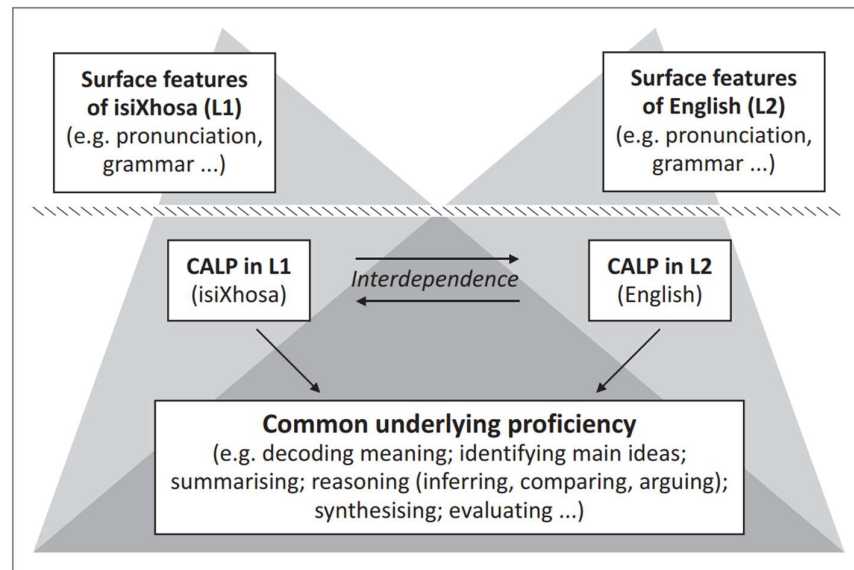 Surface features
of isiXhosa (L1)
(e.g. pronunciation,
grammar ...)
Surface features
of English (L2)
(e.g. pronunciation,
grammar ...)
CALP in L1
(isiXhosa)
Interdependence
CALP in L2
(English)
Common underlying proficiency
(e.g. decoding meaning; identifying main ideas;
summarising; reasoning (inferring, comparing, arguing);
synthesising; evaluating ...)